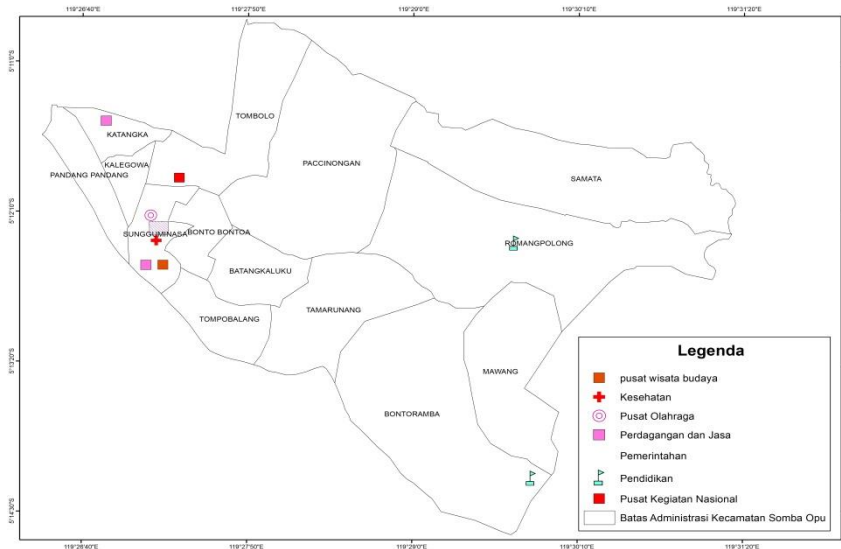 119°26'40"E 119°27'50"E 119°29'0"E 119°30'10"E 119°31'20"E
5°11'0"S
TOMBOLO
KATANGKA
PACCINONGAN
KALEGOWA
PANDANG PANDANG
SAMATA
5°12'10"S
SUNGGUMINASA
BONTO BONTOA
ROMANGPOLONG
BATANGKALUKU
TAMARUNANG
TOMPOBALANG
5°13'20"S
MAWANG
BONTORAMBA
5°14'30"S
Legenda
pusat wisata budaya
Kesehatan
Pusat Olahraga
Perdagangan dan Jasa
Pemerintahan
Pendidikan
Pusat Kegiatan Nasional
Batas Administrasi Kecamatan Somba Opu
119°26'40"E 119°27'50"E 119°29'0"E 119°30'10"E 119°31'20"E